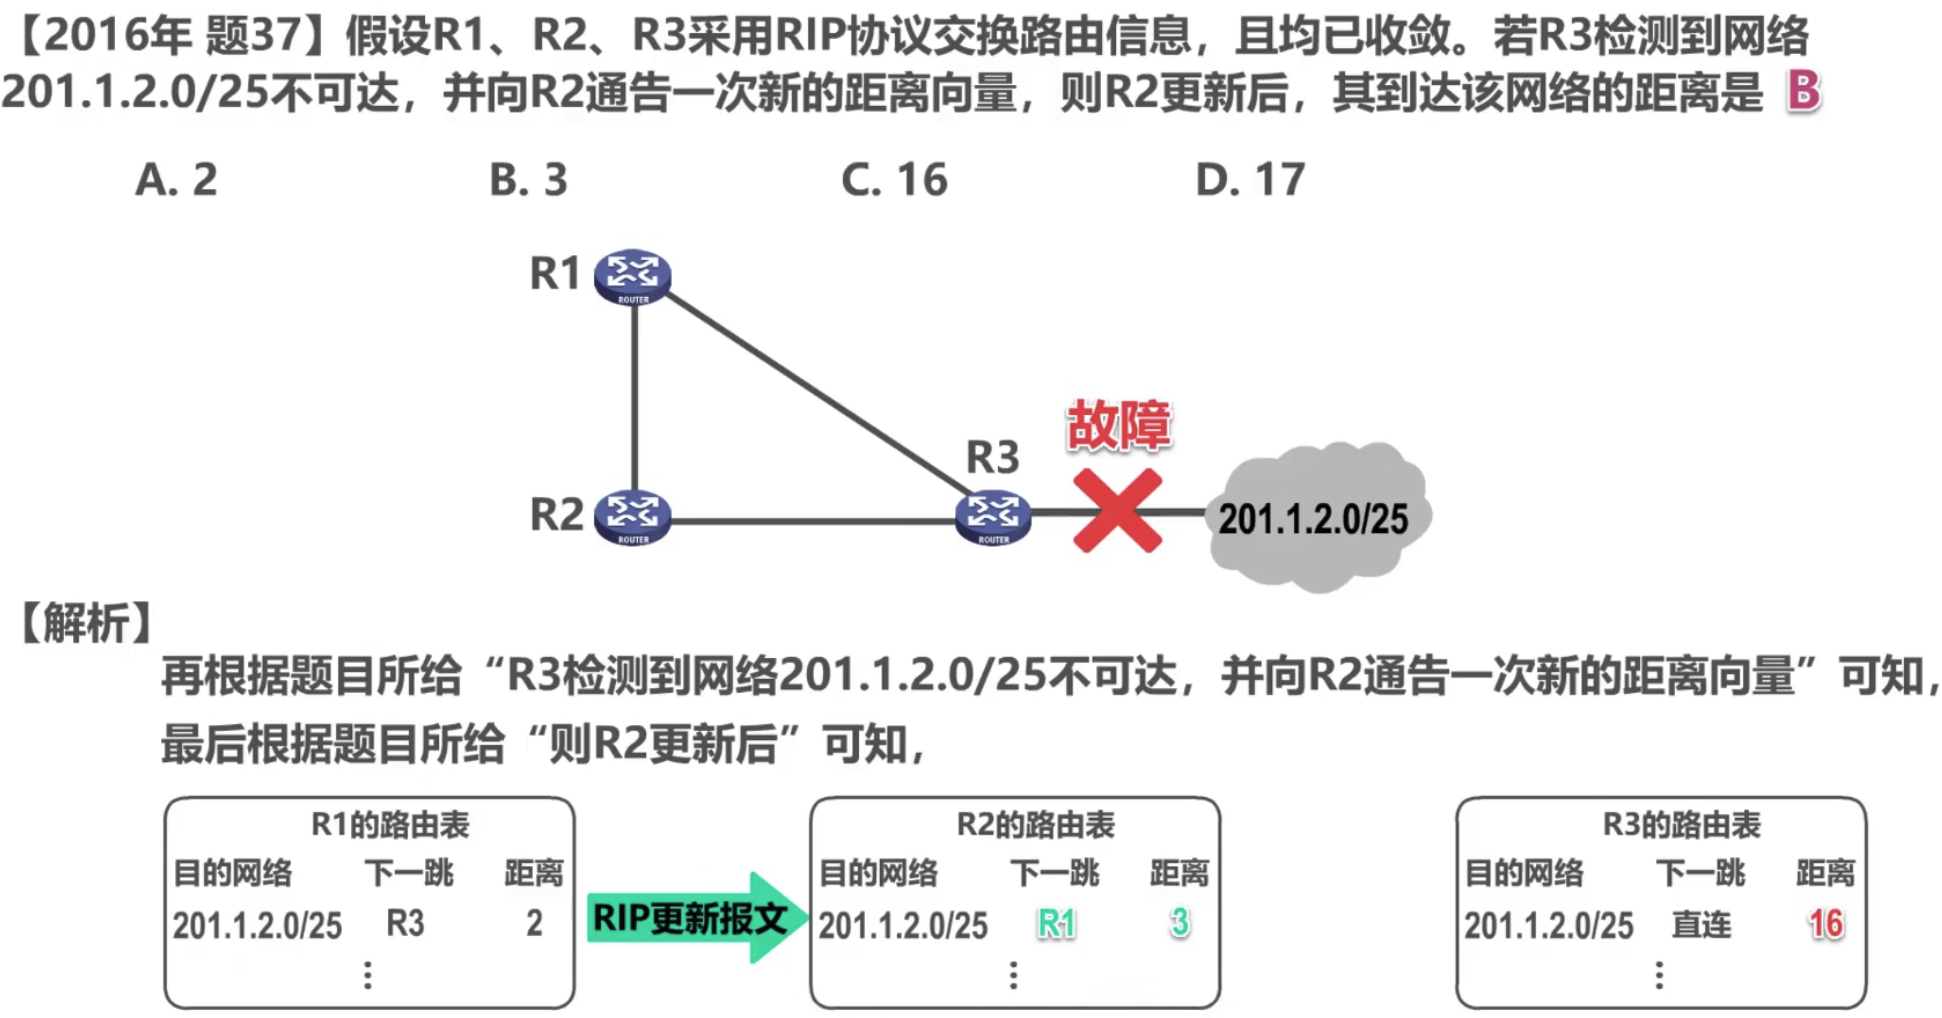 【2016年 题37】假设R1、R2、R3采用RIP协议交换路由信息，且均已收敛。若R3检测到网络
201.1.2.0/25不可达，并向R2通告一次新的距离向量，则R2更新后，其到达该网络的距离是 B
A. 2 B. 3 C. 16 D. 17
R1
ROUTER
故障
R3
R2
ROUTER
ROUTER
201.1.2.0/25
【解析】
再根据题目所给“R3检测到网络201.1.2.0/25不可达，并向R2通告一次新的距离向量”可知，
最后根据题目所给“则R2更新后”可知，
R1的路由表
目的网络 下一跳 距离
201.1.2.0/25 R3 2
⋮
RIP更新报文
R2的路由表
目的网络 下一跳 距离
201.1.2.0/25 R1 3
⋮
R3的路由表
目的网络 下一跳 距离
201.1.2.0/25 直连 16
⋮